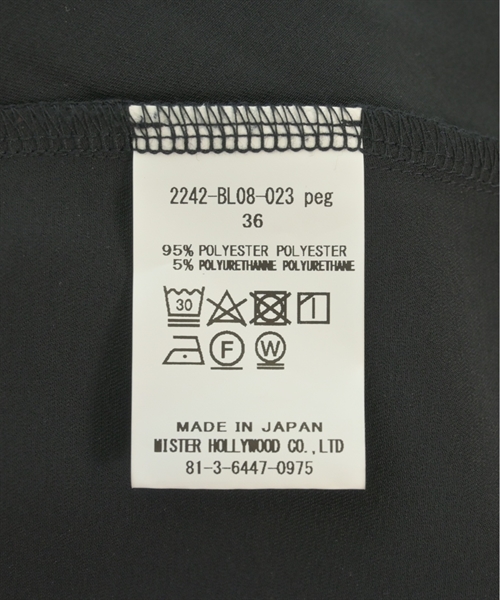 2242-BL08-023 peg
36
95% POLYESTER POLYESTER
5% POLYURETHANNE POLYURETHANE
30
F W
MADE IN JAPAN
MISTER HOLLYWOOD CO.,LTD
81-3-6447-0975